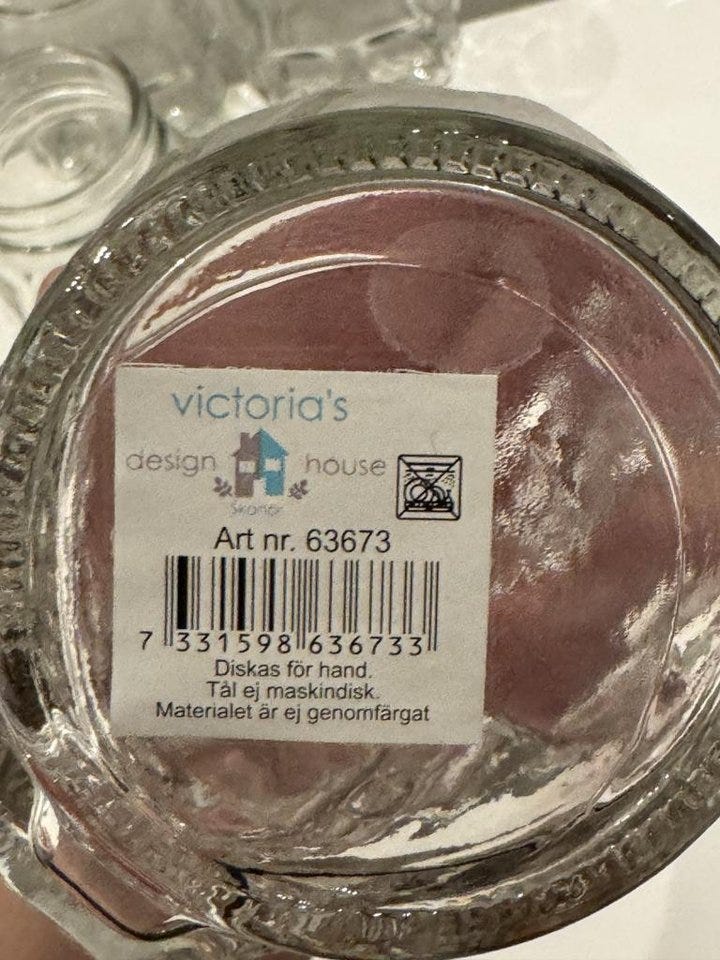 victoria's
design house
Skanör
Art nr. 63673
7 331598 636733
Diskas för hand.
Tål ej maskindisk.
Materialet är ej genomfärgat